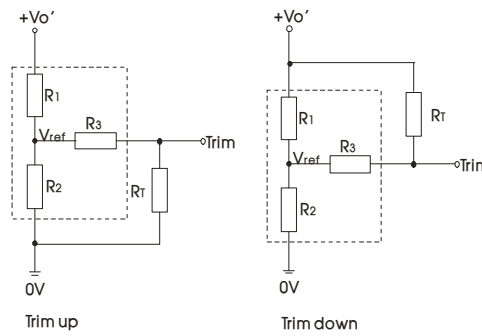 +Vo'
R1
Vref
R3
Trim
R2
RT
0V
Trim up
+Vo'
R1
RT
Vref
R3
Trim
R2
0V
Trim down